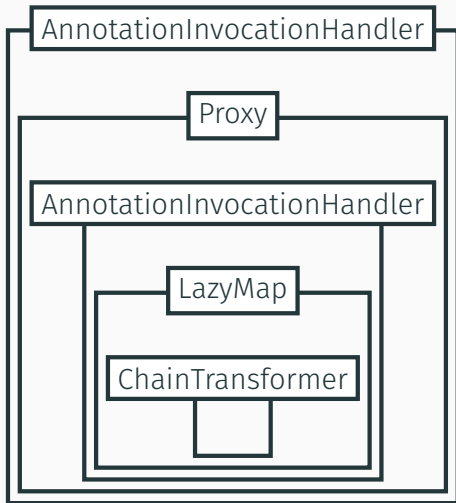 AnnotationInvocationHandler
Proxy
AnnotationInvocationHandler
LazyMap
ChainTransformer